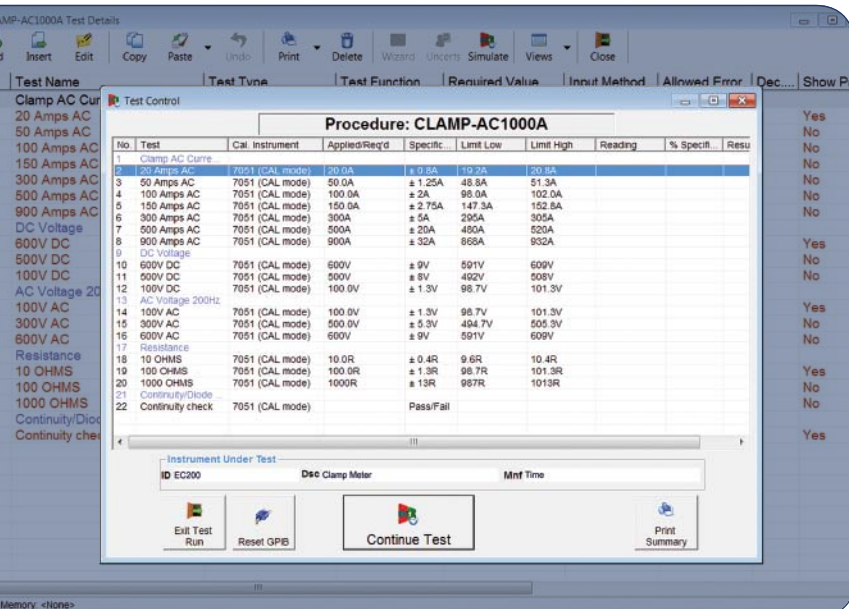 AMP-AC1000A Test Details
Insert Edit Copy Paste Undo Print Delete Wizard Uncerts Simulate Views Close
Test Name Test Type Test Function Required Value Input Method Allowed Error Dec.... Show P
Clamp AC Cur
20 Amps AC Yes
50 Amps AC No
100 Amps AC No
150 Amps AC No
300 Amps AC No
500 Amps AC No
900 Amps AC No
DC Voltage
600V DC Yes
500V DC No
100V DC No
AC Voltage 20
100V AC Yes
300V AC No
600V AC No
Resistance
10 OHMS Yes
100 OHMS No
1000 OHMS No
Continuity/Dio
Continuity chec Yes
Test Control
Procedure: CLAMP-AC1000A
No. Test Cal. Instrument Applied/Req'd Specific... Limit Low Limit High Reading % Specifi... Resu
1 Clamp AC Curre...
2 20 Amps AC 7051 (CAL mode) 20.0A ± 0.8A 19.2A 20.8A
3 50 Amps AC 7051 (CAL mode) 50.0A ± 1.25A 48.8A 51.3A
4 100 Amps AC 7051 (CAL mode) 100.0A ± 2A 98.0A 102.0A
5 150 Amps AC 7051 (CAL mode) 150.0A ± 2.75A 147.3A 152.8A
6 300 Amps AC 7051 (CAL mode) 300A ± 5A 295A 305A
7 500 Amps AC 7051 (CAL mode) 500A ± 20A 480A 520A
8 900 Amps AC 7051 (CAL mode) 900A ± 32A 868A 932A
9 DC Voltage
10 600V DC 7051 (CAL mode) 600V ± 9V 591V 609V
11 500V DC 7051 (CAL mode) 500V ± 8V 492V 508V
12 100V DC 7051 (CAL mode) 100.0V ± 1.3V 98.7V 101.3V
13 AC Voltage 200Hz
14 100V AC 7051 (CAL mode) 100.0V ± 1.3V 98.7V 101.3V
15 300V AC 7051 (CAL mode) 500.0V ± 5.3V 494.7V 505.3V
16 600V AC 7051 (CAL mode) 600V ± 9V 591V 609V
17 Resistance
18 10 OHMS 7051 (CAL mode) 10.0R ± 0.4R 9.6R 10.4R
19 100 OHMS 7051 (CAL mode) 100.0R ± 1.3R 98.7R 101.3R
20 1000 OHMS 7051 (CAL mode) 1000R ± 13R 987R 1013R
21 Continuity/Diode ...
22 Continuity check 7051 (CAL mode) Pass/Fail
Instrument Under Test
ID EC200 Dsc Clamp Meter Mnf Time
Exit Test Run
Reset GPIB
Continue Test
Print Summary
Memory: <None>